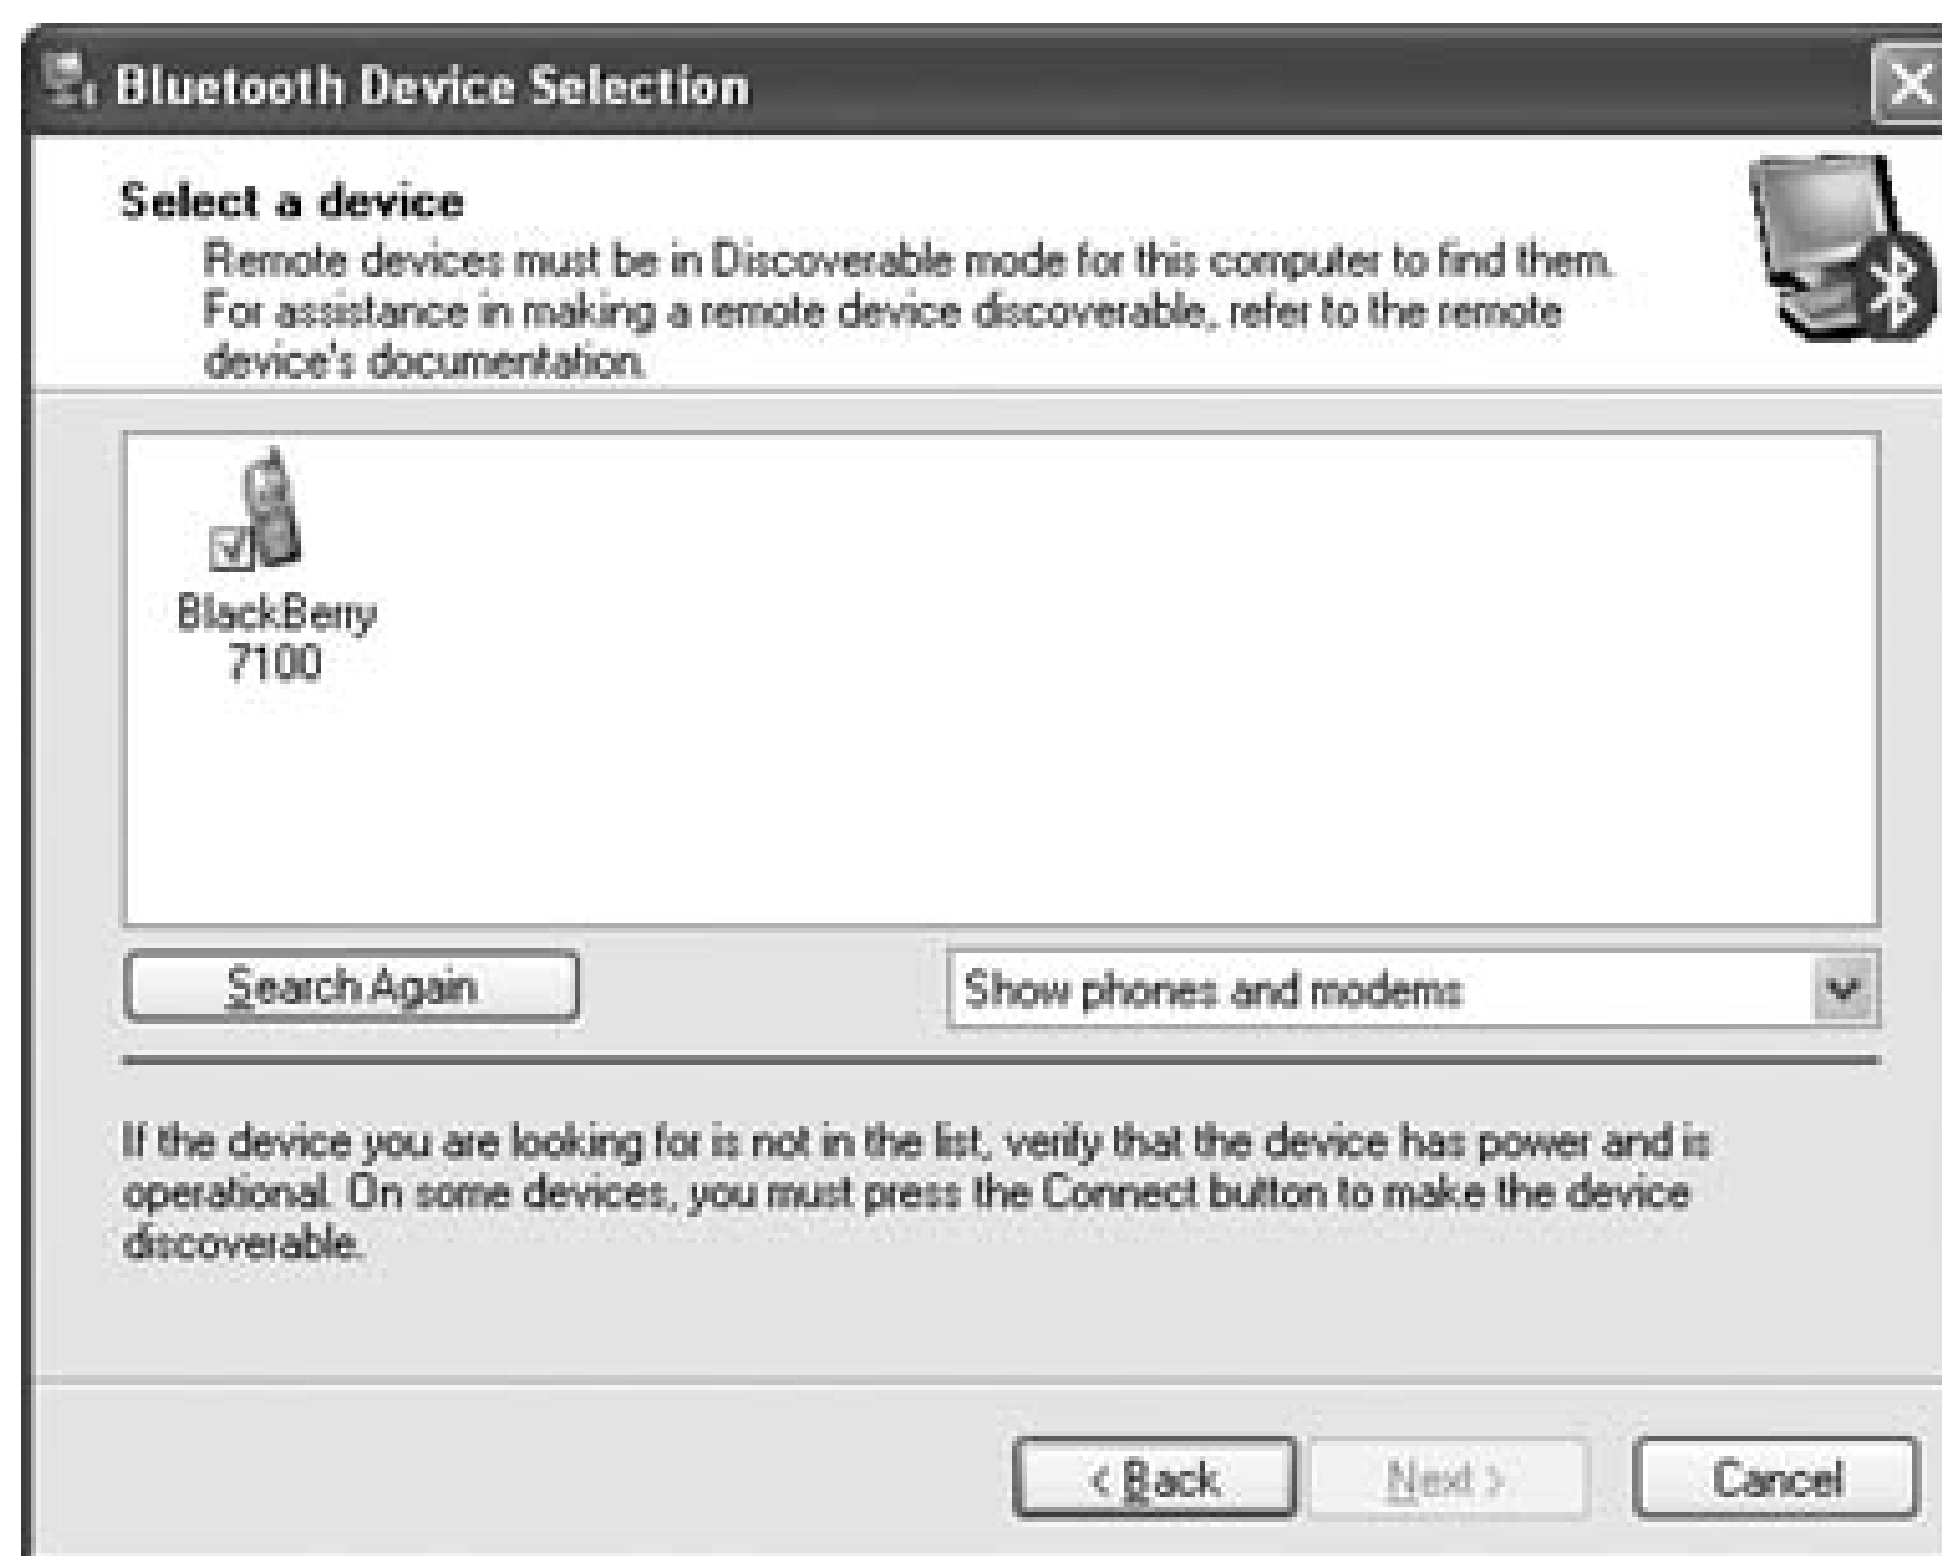 Bluetooth Device Selection
Select a device
Remote devices must be in Discoverable mode for this computer to find them.
For assistance in making a remote device discoverable, refer to the remote
device's documentation.
BlackBerry
7100
Search Again
Show phones and modems
If the device you are looking for is not in the list, verify that the device has power and is
operational. On some devices, you must press the Connect button to make the device
discoverable.
< Back
Next >
Cancel